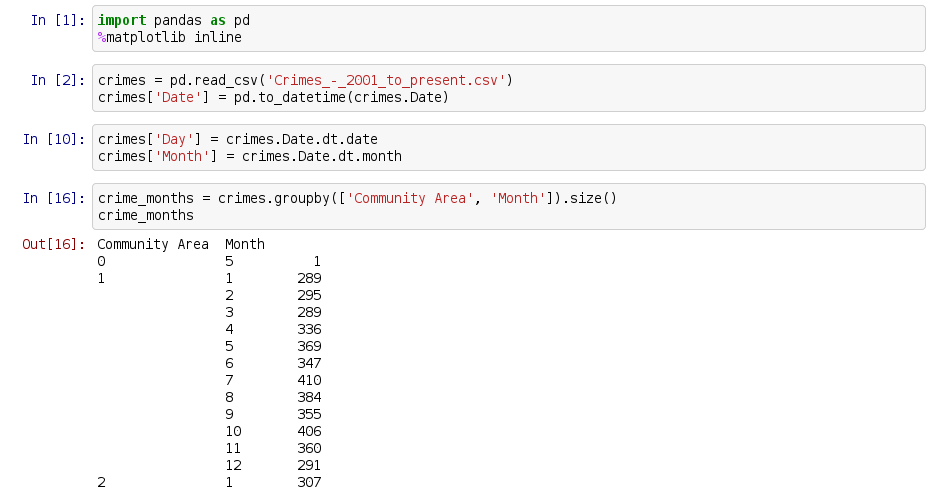 In [1]: import pandas as pd
%matplotlib inline
In [2]: crimes = pd.read_csv('Crimes_-_2001_to_present.csv')
crimes['Date'] = pd.to_datetime(crimes.Date)
In [10]: crimes['Day'] = crimes.Date.dt.date
crimes['Month'] = crimes.Date.dt.month
In [16]: crime_months = crimes.groupby(['Community Area', 'Month']).size()
crime_months
Out[16]: Community Area  Month
0               5          1
1               1        289
                2        295
                3        289
                4        336
                5        369
                6        347
                7        410
                8        384
                9        355
                10       406
                11       360
                12       291
2               1        307